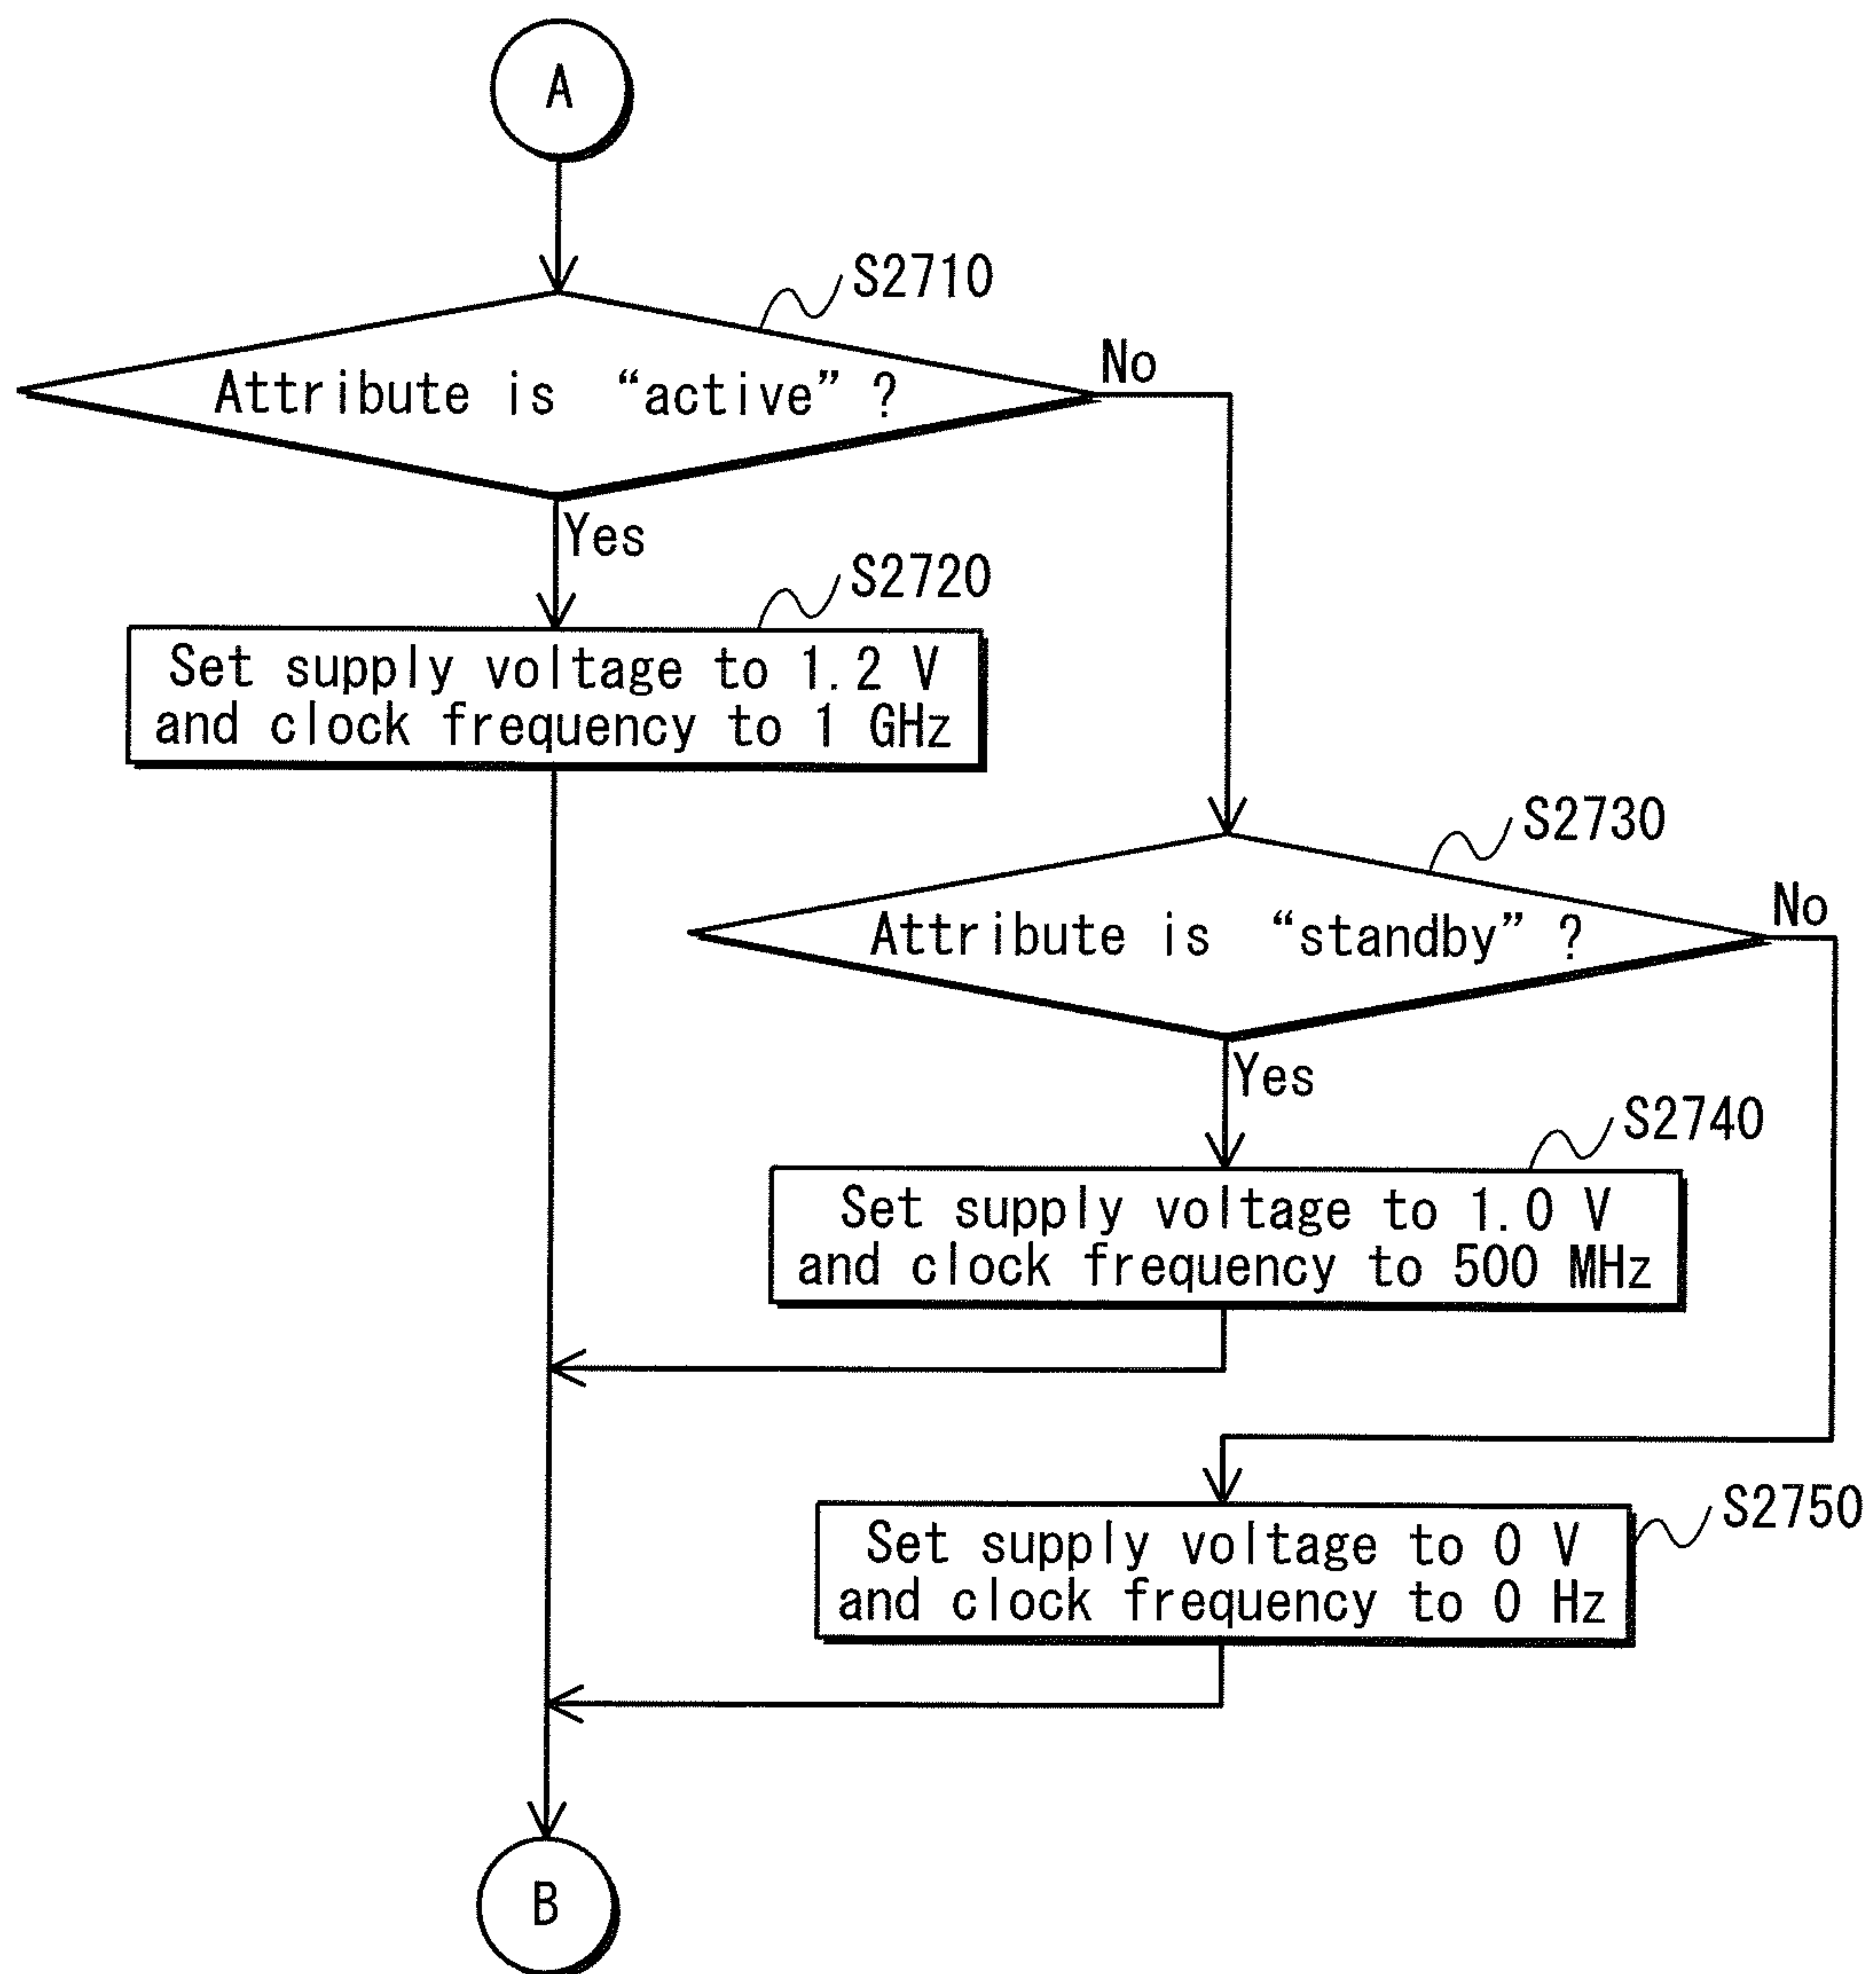 A
S2710
Attribute is “active”?
No
Yes
S2720
Set supply voltage to 1.2 V
and clock frequency to 1 GHz
S2730
Attribute is “standby”?
No
Yes
S2740
Set supply voltage to 1.0 V
and clock frequency to 500 MHz
S2750
Set supply voltage to 0 V
and clock frequency to 0 Hz
B